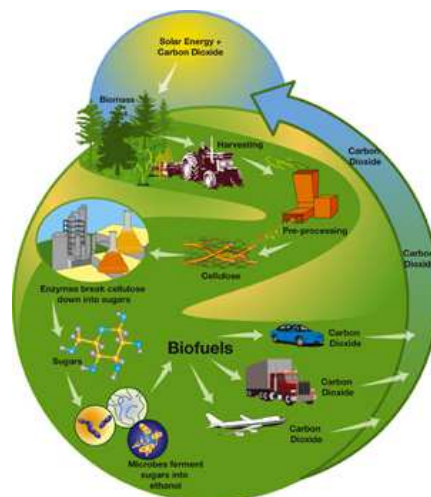 Solar Energy +
Carbon Dioxide
Biomass
Harvesting
Carbon
Dioxide
Pre-processing
Cellulose
Carbon
Dioxide
Enzymes break cellulose
down into sugars
Sugars
Biofuels
Carbon
Dioxide
Carbon
Dioxide
Carbon
Dioxide
Microbes ferment
sugars into
ethanol